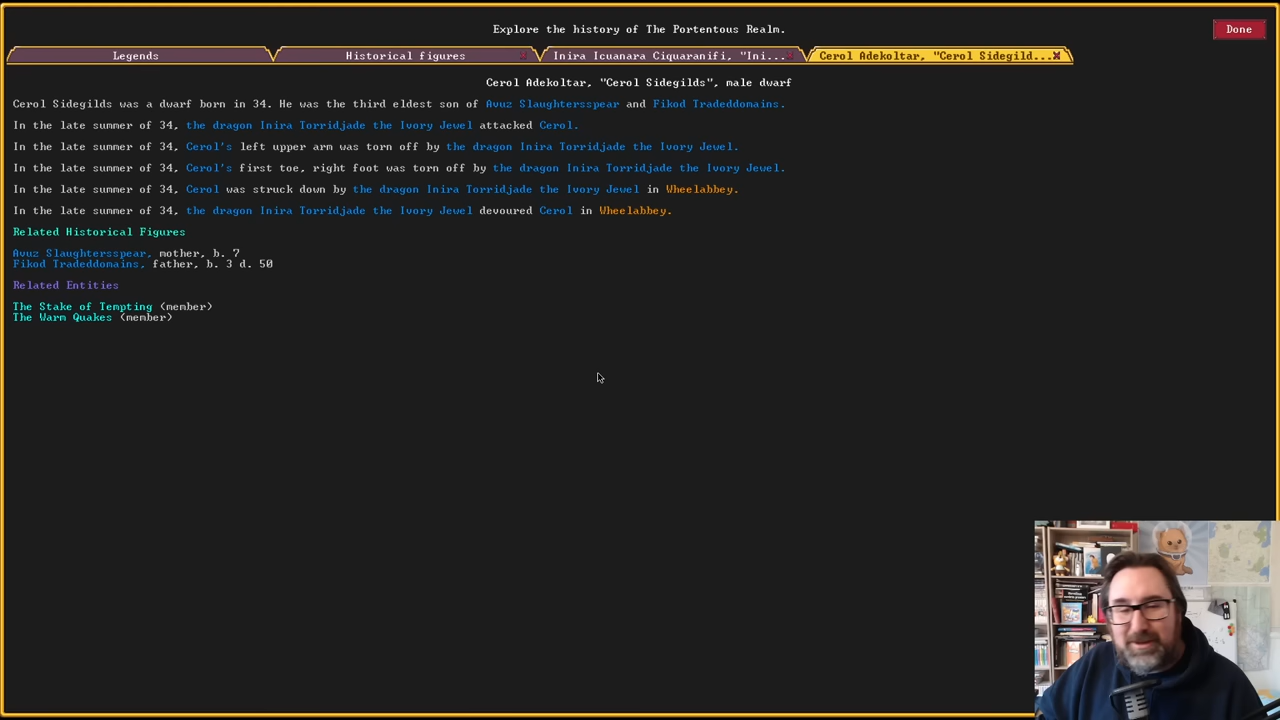 Explore the history of The Portentous Realm.
Done
Legends
Historical figures
Inira Icuanara Ciquaranifi, "Ini...
Cerol Adekoltar, "Cerol Sidegild...
Cerol Adekoltar, "Cerol Sidegilds", male dwarf
Cerol Sidegilds was a dwarf born in 34. He was the third eldest son of Avuz Slaughtersspear and Fikod Tradeddomains.
In the late summer of 34, the dragon Inira Torridjade the Ivory Jewel attacked Cerol.
In the late summer of 34, Cerol's left upper arm was torn off by the dragon Inira Torridjade the Ivory Jewel.
In the late summer of 34, Cerol's first toe, right foot was torn off by the dragon Inira Torridjade the Ivory Jewel.
In the late summer of 34, Cerol was struck down by the dragon Inira Torridjade the Ivory Jewel in Wheelabbey.
In the late summer of 34, the dragon Inira Torridjade the Ivory Jewel devoured Cerol in Wheelabbey.
Related Historical Figures
Avuz Slaughtersspear, mother, b. 7
Fikod Tradeddomains, father, b. 3 d. 50
Related Entities
The Stake of Tempting (member)
The Warm Quakes (member)